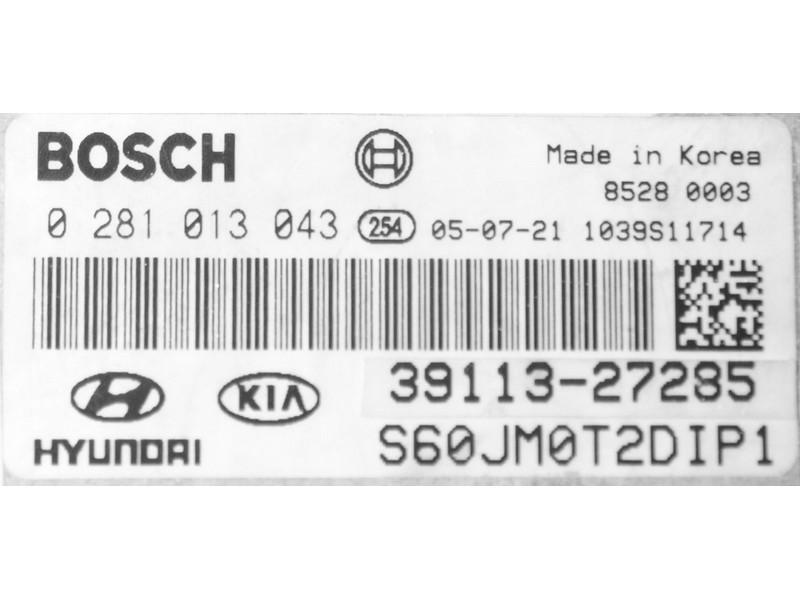 BOSCH
Made in Korea
8528 0003
0 281 013 043 254 05-07-21 1039S11714
KIA 39113-27285
HYUNDAI S60JM0T2DIP1